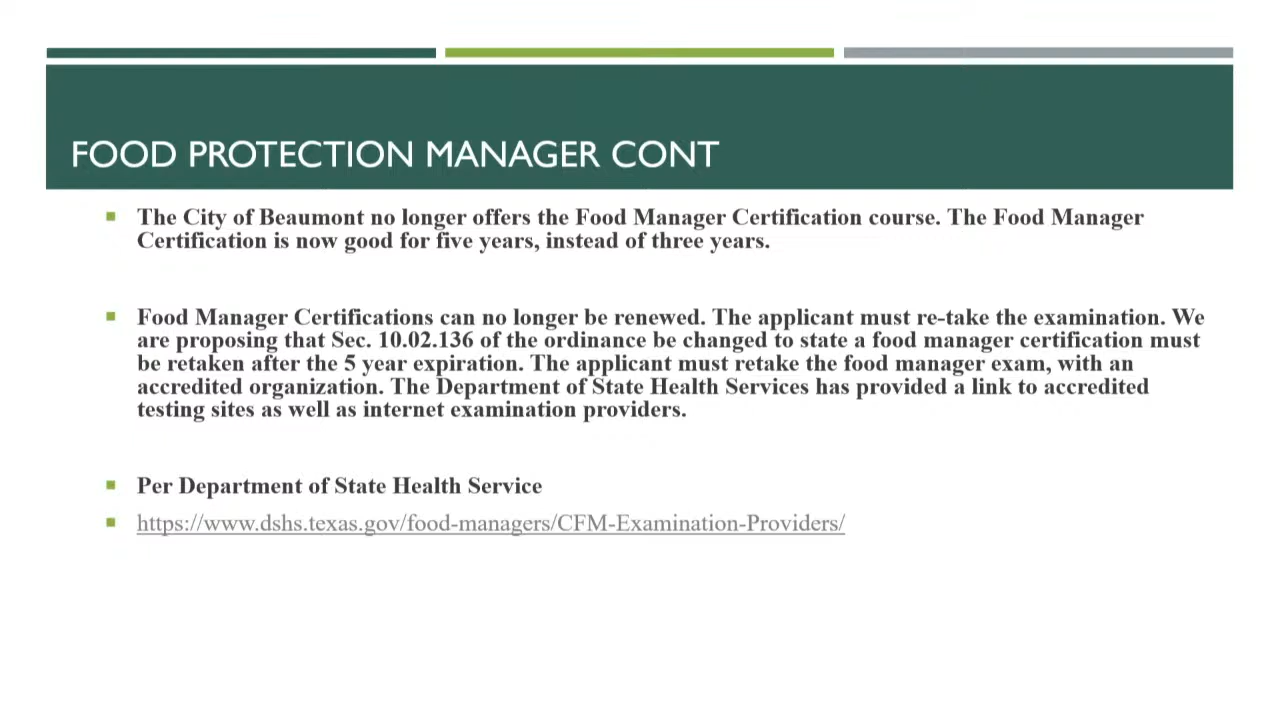 FOOD PROTECTION MANAGER CONT
The City of Beaumont no longer offers the Food Manager Certification course. The Food Manager
Certification is now good for five years, instead of three years.
Food Manager Certifications can no longer be renewed. The applicant must re-take the examination. We
are proposing that Sec. 10.02.136 of the ordinance be changed to state a food manager certification must
be retaken after the 5 year expiration. The applicant must retake the food manager exam, with an
accredited organization. The Department of State Health Services has provided a link to accredited
testing sites as well as internet examination providers.
Per Department of State Health Service
https://www.dshs.texas.gov/food-managers/CFM-Examination-Providers/